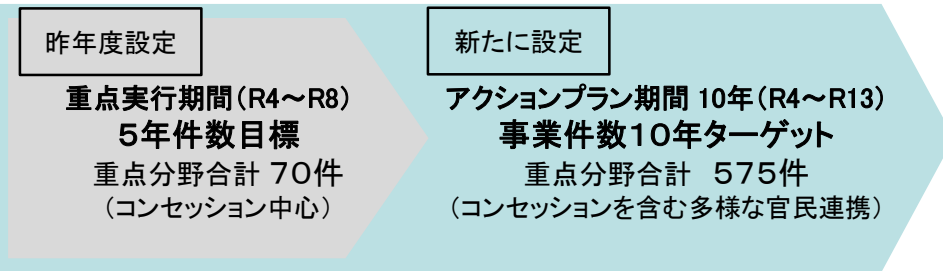 昨年度設定
重点実行期間（R4～R8）
５年件数目標
重点分野合計 70件
（コンセッション中心）
新たに設定
アクションプラン期間 10年（R4～R13）
事業件数１０年ターゲット
重点分野合計　５７５件
（コンセッションを含む多様な官民連携）